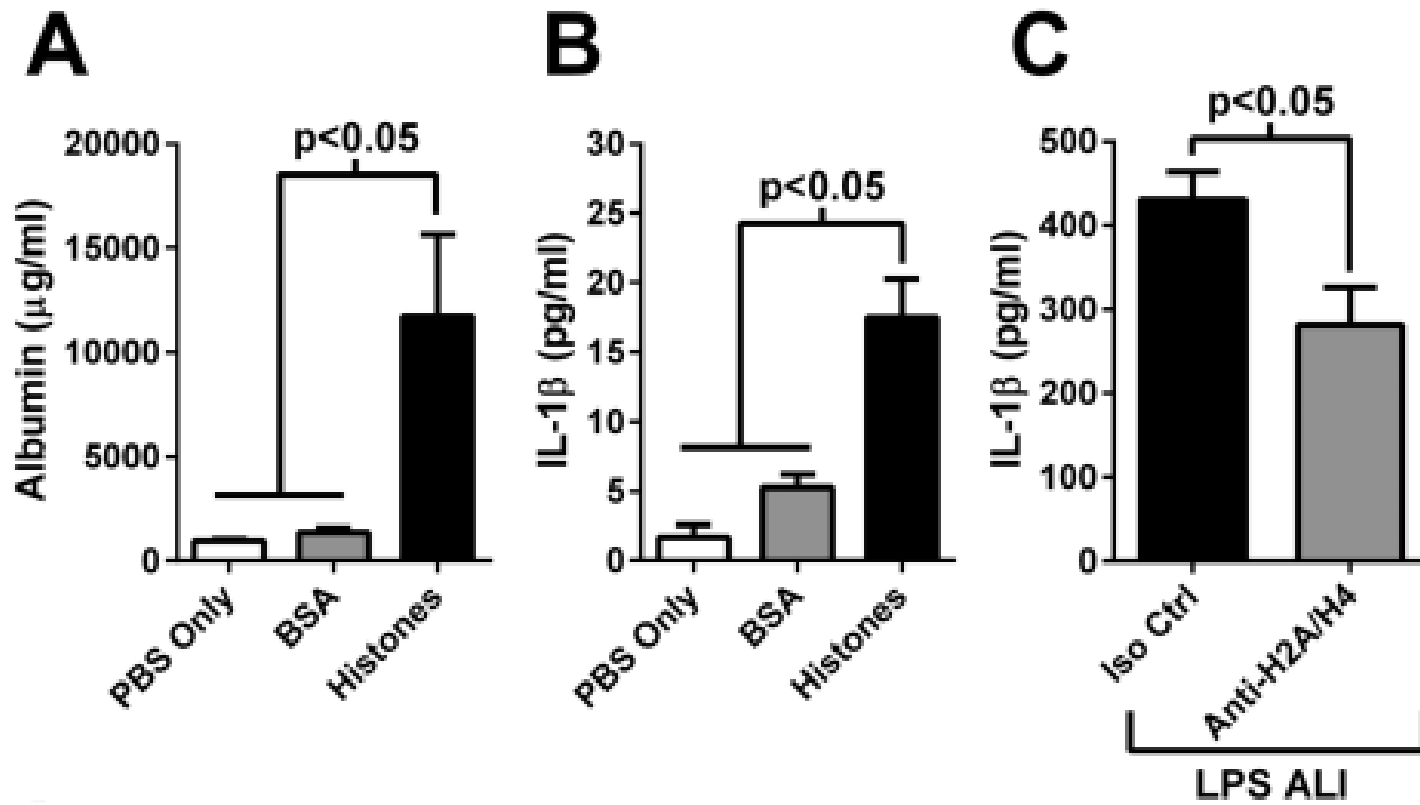 A
B
C
p<0.05
p<0.05
p<0.05
20000
15000
10000
5000
0
Albumin (μg/ml)
PBS Only
BSA
Histones
30
25
20
15
10
5
0
IL-1β (pg/ml)
PBS Only
BSA
Histones
500
400
300
200
100
0
IL-1β (pg/ml)
Iso Ctrl
Anti-H2A/H4
LPS ALI